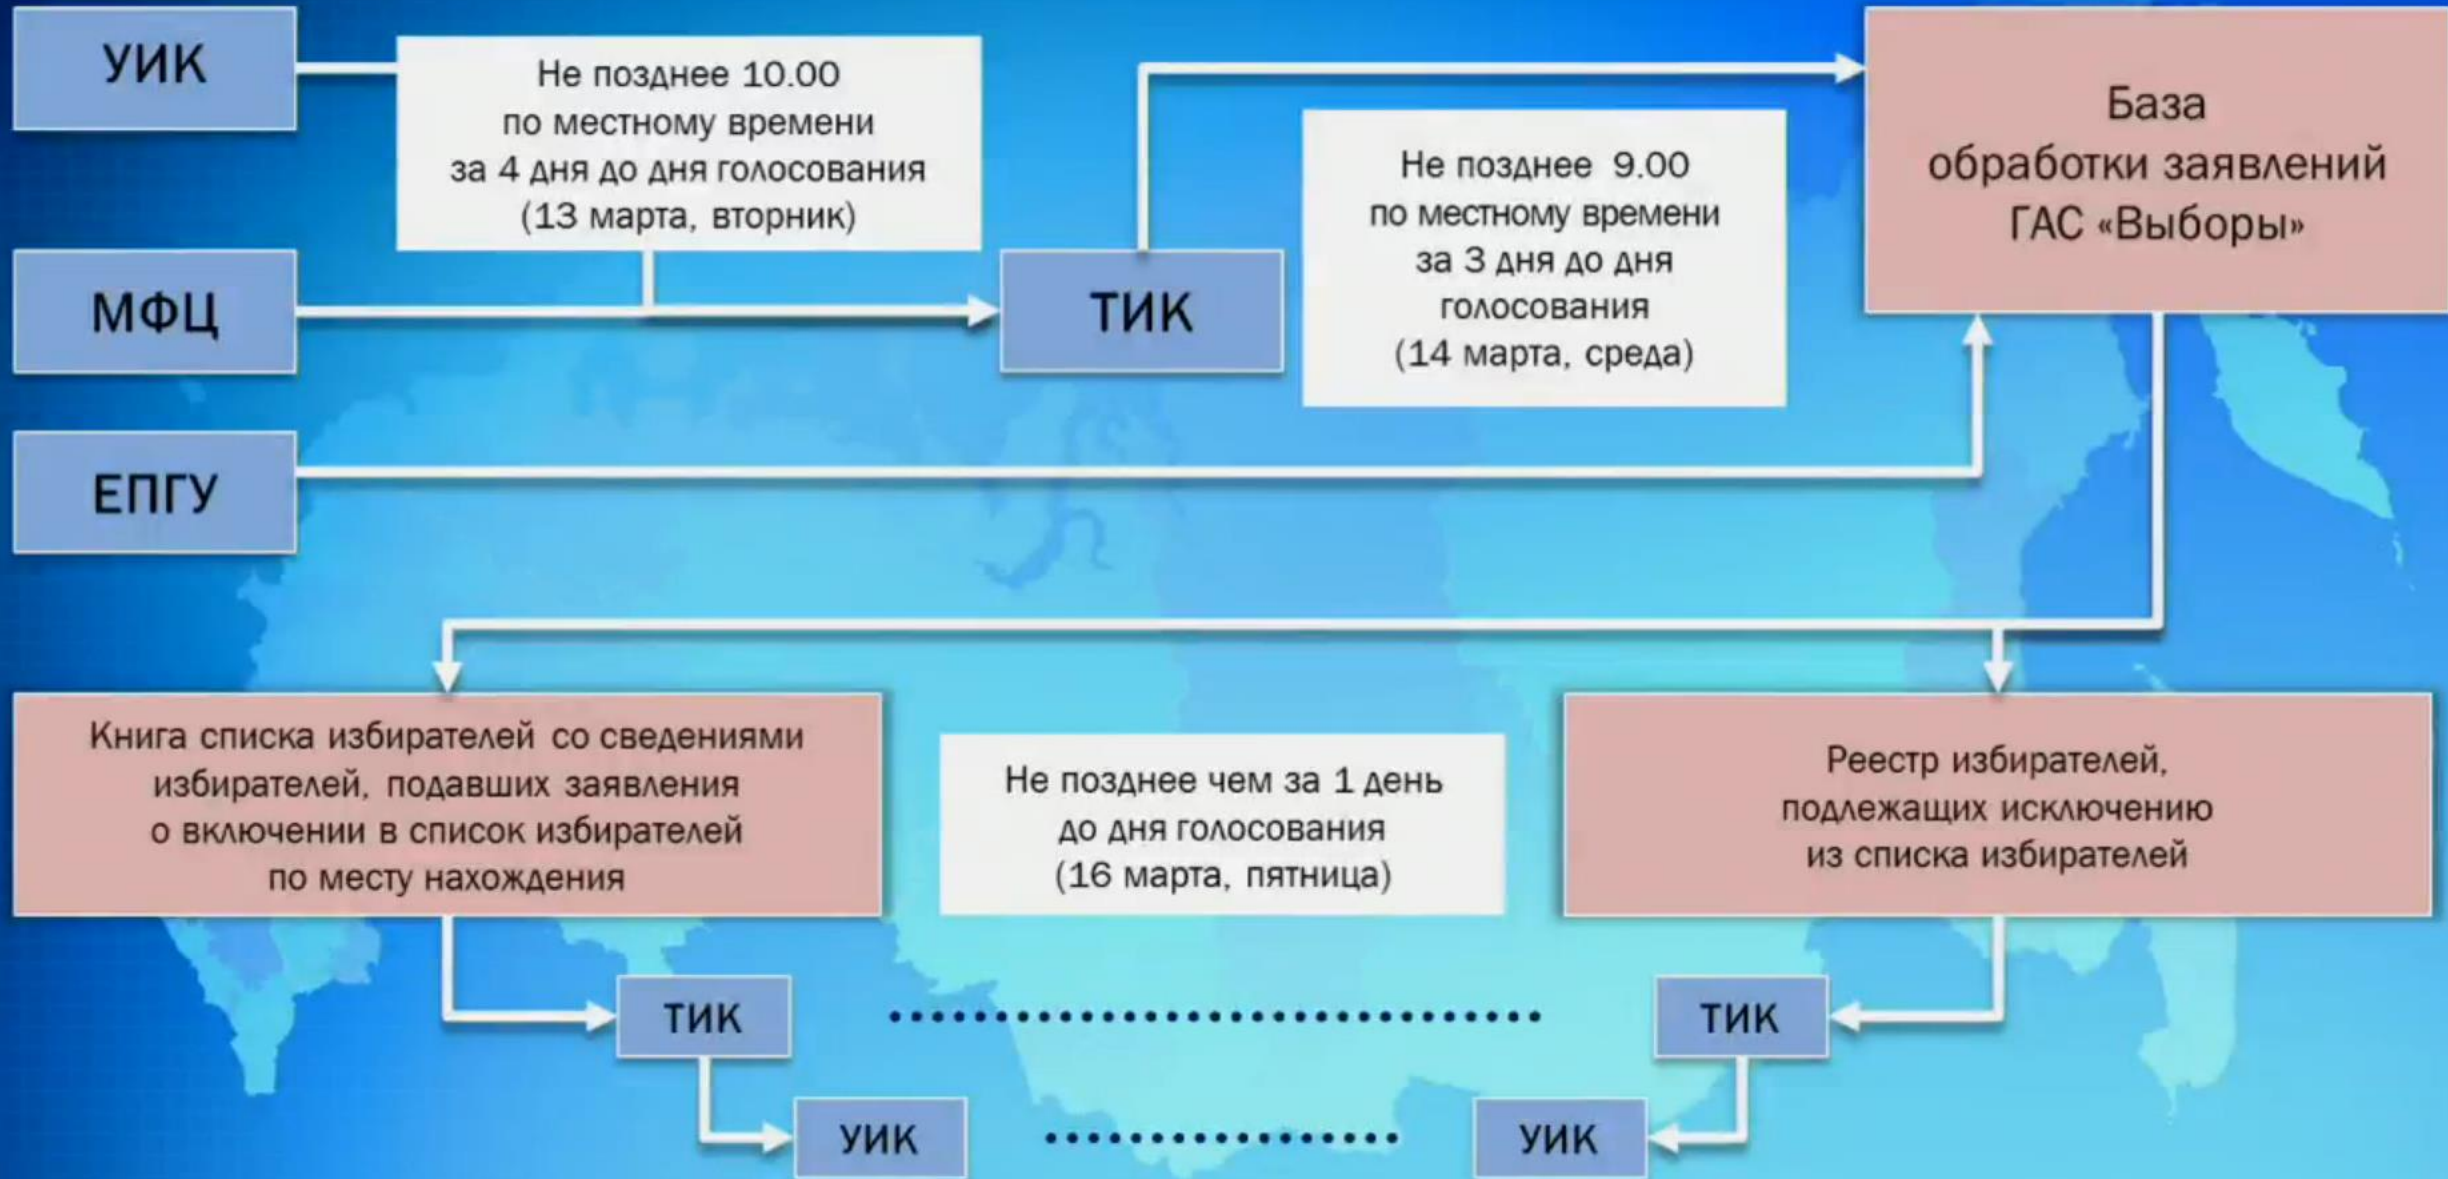 УИК
Не позднее 10.00
по местному времени
за 4 дня до дня голосования
(13 марта, вторник)
База
обработки заявлений
ГАС «Выборы»
Не позднее 9.00
по местному времени
за 3 дня до дня
голосования
(14 марта, среда)
МФЦ
ТИК
ЕПГУ
Книга списка избирателей со сведениями
избирателей, подавших заявления
о включении в список избирателей
по месту нахождения
Не позднее чем за 1 день
до дня голосования
(16 марта, пятница)
Реестр избирателей,
подлежащих исключению
из списка избирателей
ТИК
ТИК
УИК
УИК